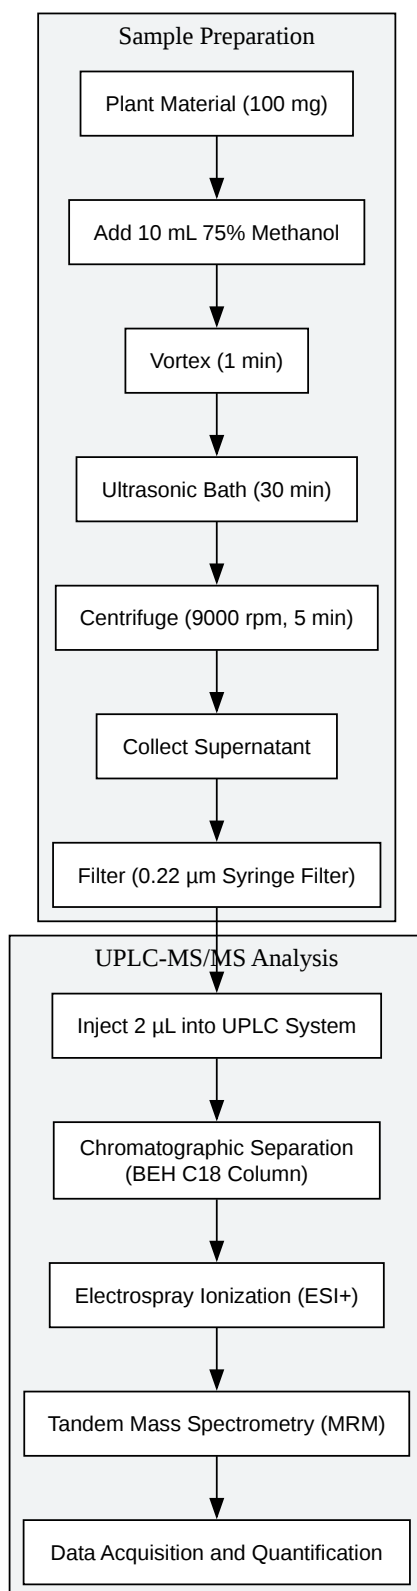 Sample Preparation
Plant Material (100 mg)
Add 10 mL 75% Methanol
Vortex (1 min)
Ultrasonic Bath (30 min)
Centrifuge (9000 rpm, 5 min)
Collect Supernatant
Filter (0.22 µm Syringe Filter)
UPLC-MS/MS Analysis
Inject 2 µL into UPLC System
Chromatographic Separation
(BEH C18 Column)
Electrospray Ionization (ESI+)
Tandem Mass Spectrometry (MRM)
Data Acquisition and Quantification